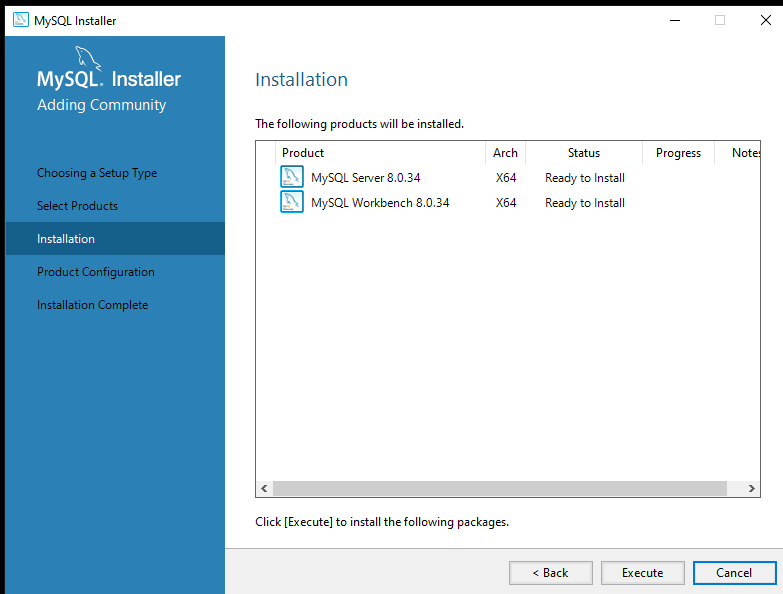 MySQL Installer
MySQL. Installer
Adding Community
Choosing a Setup Type
Select Products
Installation
Product Configuration
Installation Complete
Installation
The following products will be installed.
Product Arch Status Progress Notes
MySQL Server 8.0.34 X64 Ready to Install
MySQL Workbench 8.0.34 X64 Ready to Install
Click [Execute] to install the following packages.
< Back Execute Cancel